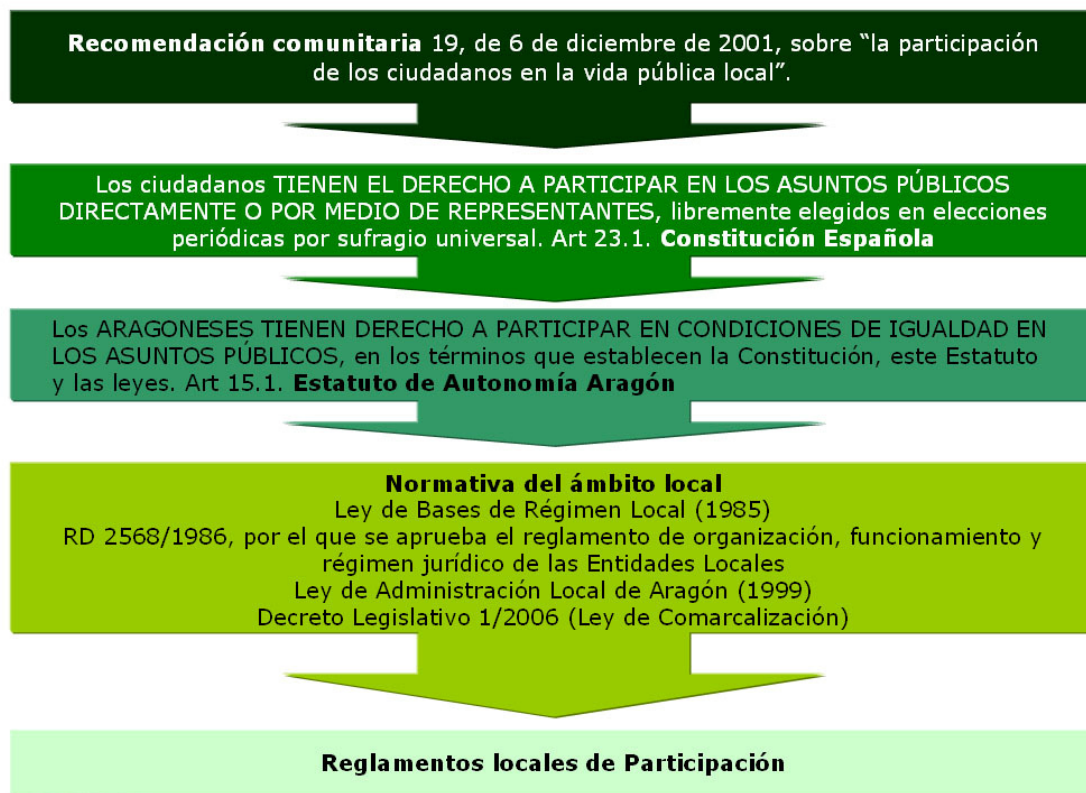 Recomendación comunitaria 19, de 6 de diciembre de 2001, sobre “la participación
de los ciudadanos en la vida pública local”.
Los ciudadanos TIENEN EL DERECHO A PARTICIPAR EN LOS ASUNTOS PÚBLICOS
DIRECTAMENTE O POR MEDIO DE REPRESENTANTES, libremente elegidos en elecciones
periódicas por sufragio universal. Art 23.1. Constitución Española
Los ARAGONESES TIENEN DERECHO A PARTICIPAR EN CONDICIONES DE IGUALDAD EN
LOS ASUNTOS PÚBLICOS, en los términos que establecen la Constitución, este Estatuto
y las leyes. Art 15.1. Estatuto de Autonomía Aragón
Normativa del ámbito local
Ley de Bases de Régimen Local (1985)
RD 2568/1986, por el que se aprueba el reglamento de organización, funcionamiento y
régimen jurídico de las Entidades Locales
Ley de Administración Local de Aragón (1999)
Decreto Legislativo 1/2006 (Ley de Comarcalización)
Reglamentos locales de Participación